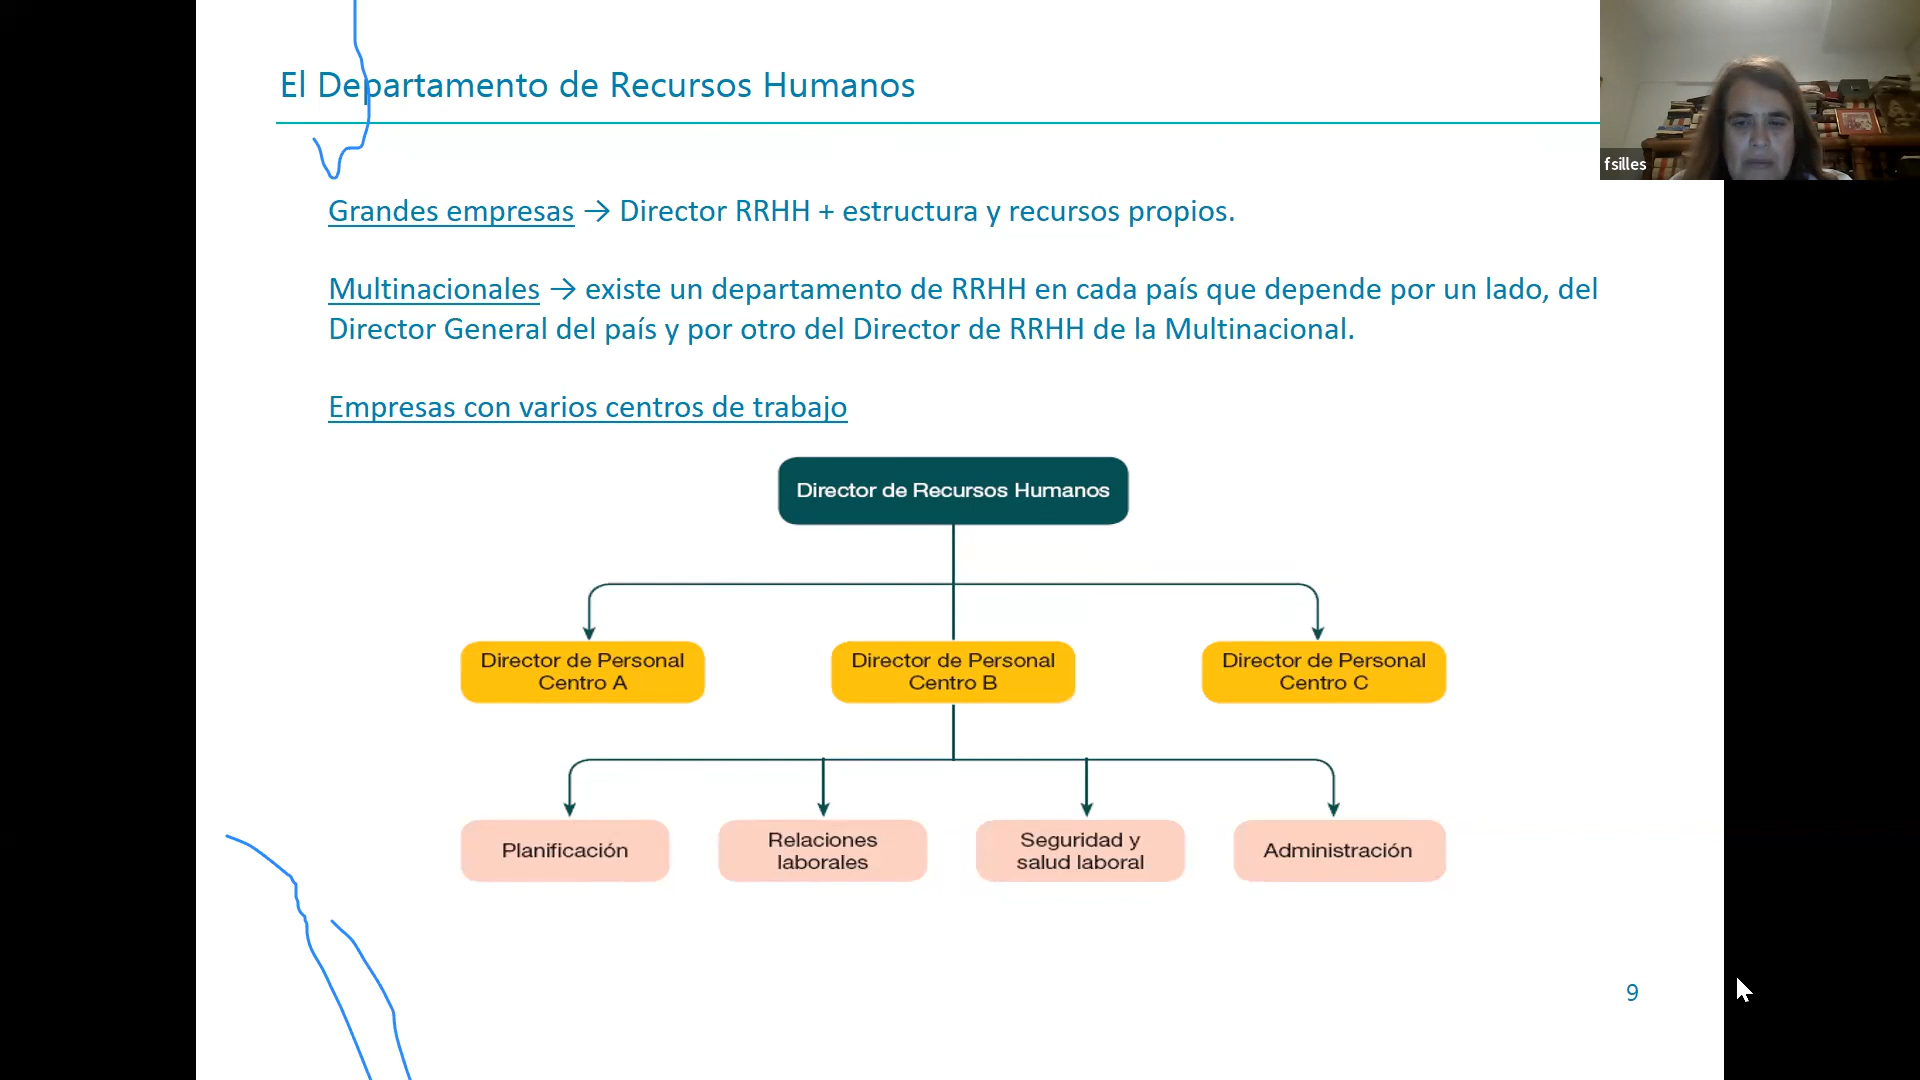 El Departamento de Recursos Humanos
fsilles
Grandes empresas → Director RRHH + estructura y recursos propios.
Multinacionales → existe un departamento de RRHH en cada país que depende por un lado, del
Director General del país y por otro del Director de RRHH de la Multinacional.
Empresas con varios centros de trabajo
Director de Recursos Humanos
Director de Personal
Centro A
Director de Personal
Centro B
Director de Personal
Centro C
Planificación
Relaciones
laborales
Seguridad y
salud laboral
Administración
9